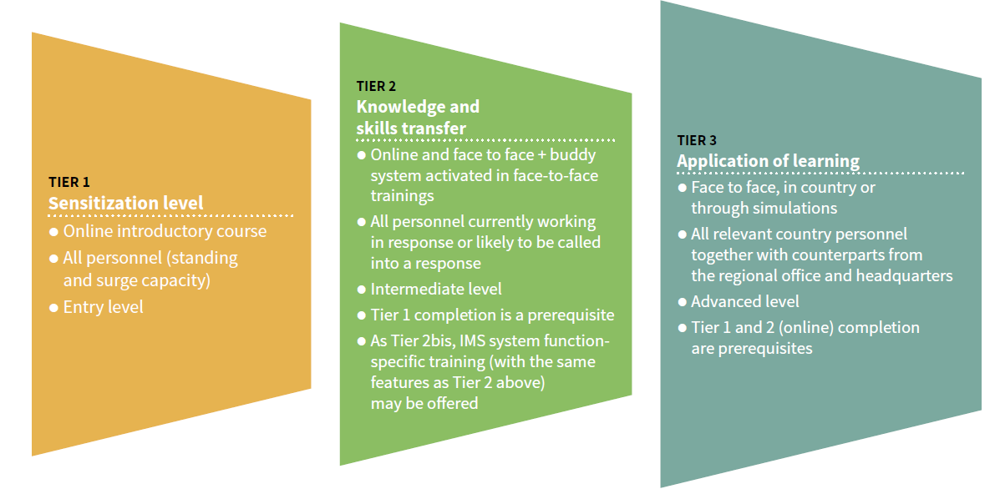 TIER 1
Sensitization level
● Online introductory course
● All personnel (standing
and surge capacity)
● Entry level
TIER 2
Knowledge and
skills transfer
● Online and face to face + buddy
system activated in face-to-face
trainings
● All personnel currently working
in response or likely to be called
into a response
● Intermediate level
● Tier 1 completion is a prerequisite
● As Tier 2bis, IMS system function-
specific training (with the same
features as Tier 2 above)
may be offered
TIER 3
Application of learning
● Face to face, in country or
through simulations
● All relevant country personnel
together with counterparts from
the regional office and headquarters
● Advanced level
● Tier 1 and 2 (online) completion
are prerequisites